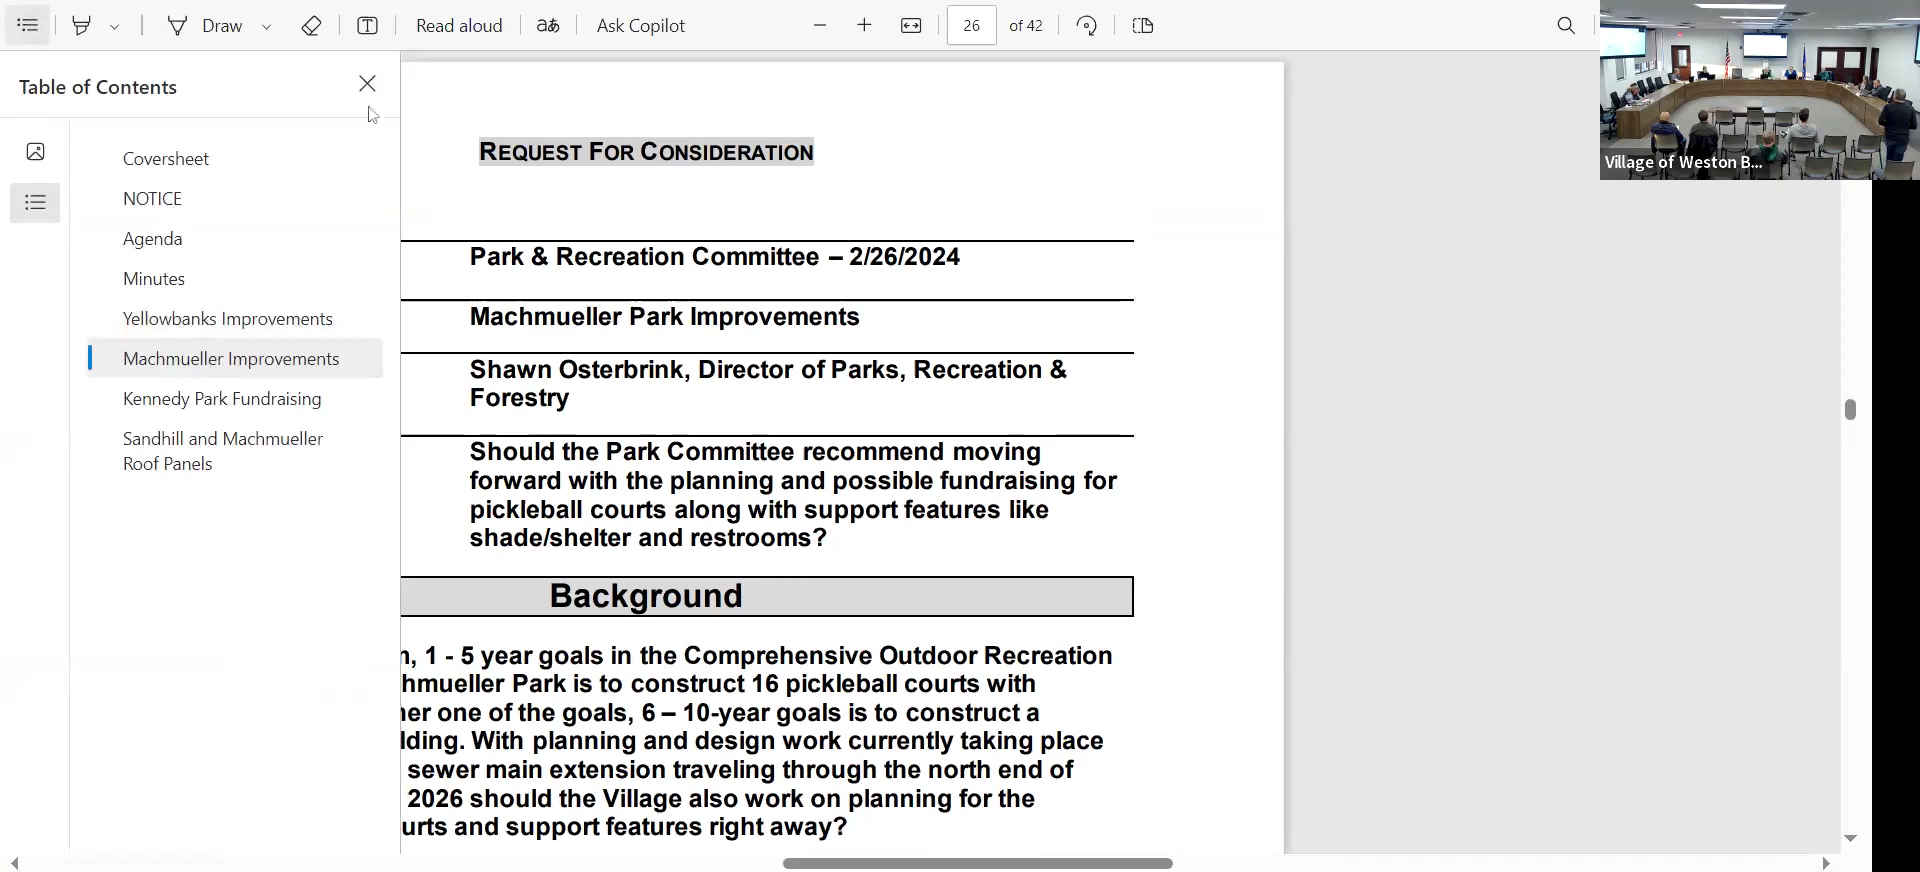 Draw
Read aloud
aあ
Ask Copilot
26
of 42
Village of Weston B...
Table of Contents
Coversheet
NOTICE
Agenda
Minutes
Yellowbanks Improvements
Machmueller Improvements
Kennedy Park Fundraising
Sandhill and Machmueller
Roof Panels
REQUEST FOR CONSIDERATION
Park & Recreation Committee – 2/26/2024
Machmueller Park Improvements
Shawn Osterbrink, Director of Parks, Recreation &
Forestry
Should the Park Committee recommend moving
forward with the planning and possible fundraising for
pickleball courts along with support features like
shade/shelter and restrooms?
Background
, 1 - 5 year goals in the Comprehensive Outdoor Recreation
hmueller Park is to construct 16 pickleball courts with
er one of the goals, 6 – 10-year goals is to construct a
lding. With planning and design work currently taking place
sewer main extension traveling through the north end of
2026 should the Village also work on planning for the
urts and support features right away?